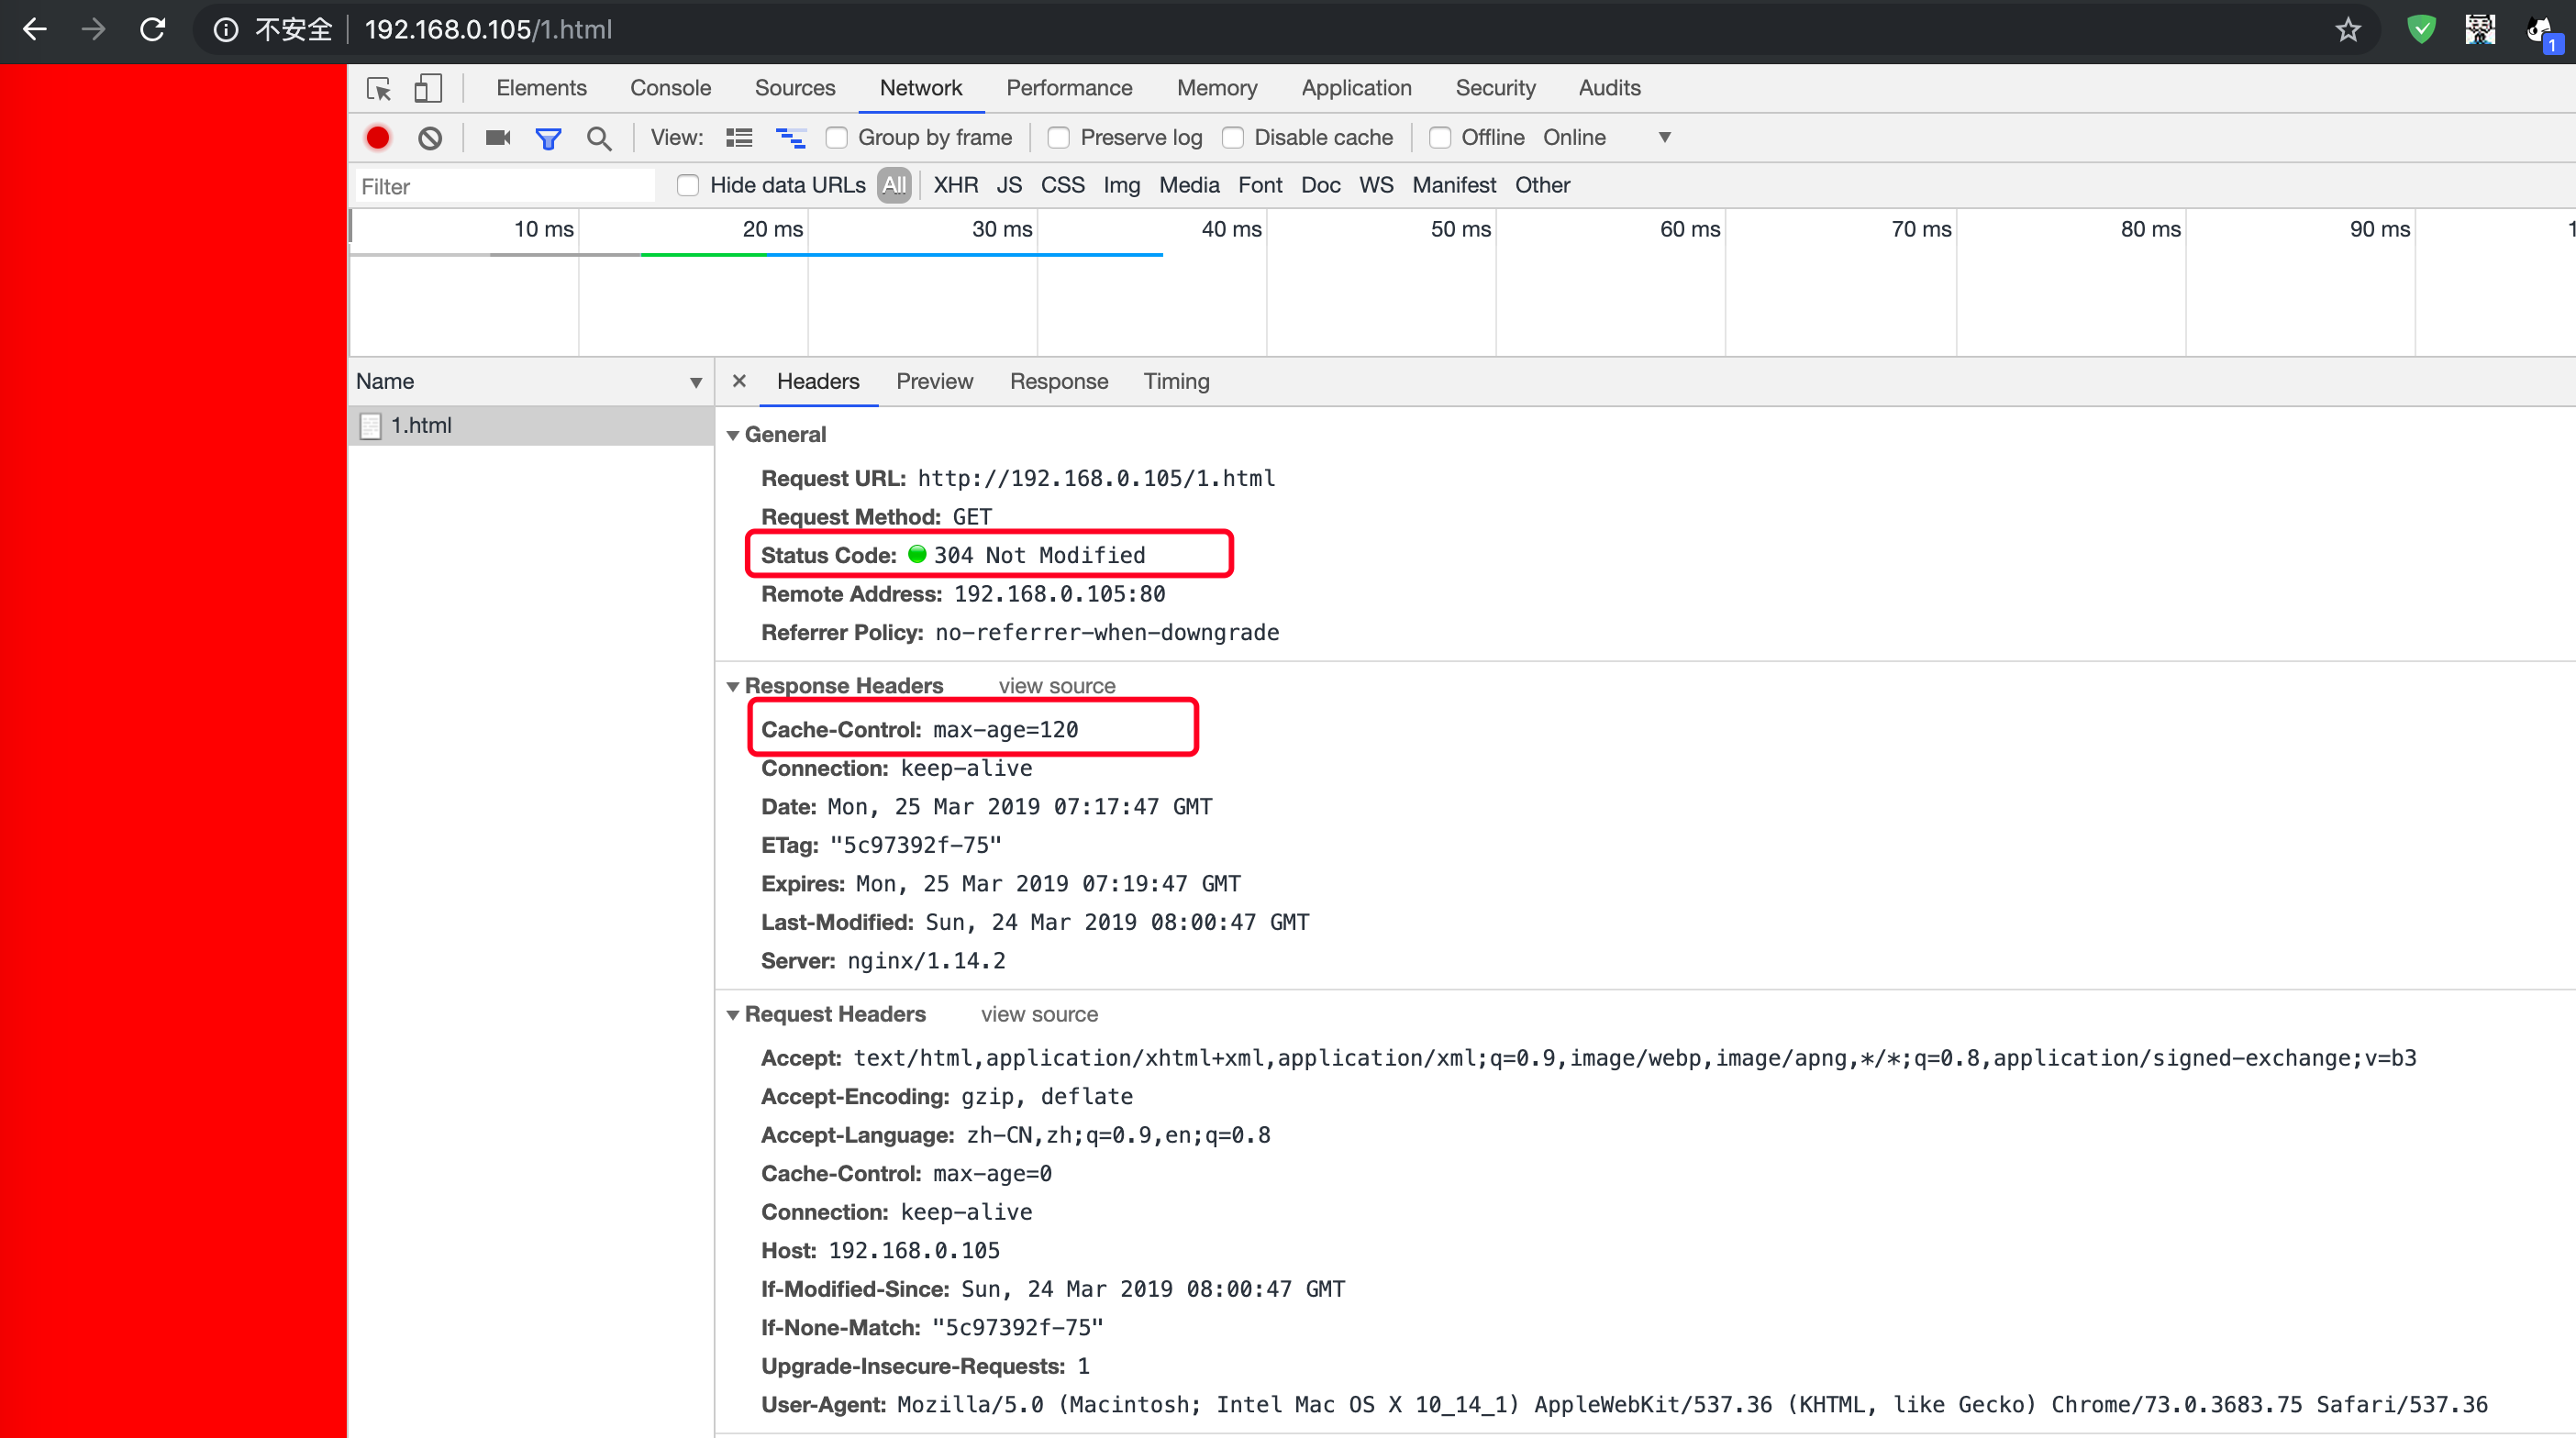 不安全 192.168.0.105/1.html
1
Elements Console Sources Network Performance Memory Application Security Audits
View: Group by frame Preserve log Disable cache Offline Online
Filter Hide data URLs All XHR JS CSS Img Media Font Doc WS Manifest Other
10 ms 20 ms 30 ms 40 ms 50 ms 60 ms 70 ms 80 ms 90 ms 1
Name Headers Preview Response Timing
1.html
General
Request URL: http://192.168.0.105/1.html
Request Method: GET
Status Code: 304 Not Modified
Remote Address: 192.168.0.105:80
Referrer Policy: no-referrer-when-downgrade
Response Headers view source
Cache-Control: max-age=120
Connection: keep-alive
Date: Mon, 25 Mar 2019 07:17:47 GMT
ETag: "5c97392f-75"
Expires: Mon, 25 Mar 2019 07:19:47 GMT
Last-Modified: Sun, 24 Mar 2019 08:00:47 GMT
Server: nginx/1.14.2
Request Headers view source
Accept: text/html,application/xhtml+xml,application/xml;q=0.9,image/webp,image/apng,*/*;q=0.8,application/signed-exchange;v=b3
Accept-Encoding: gzip, deflate
Accept-Language: zh-CN,zh;q=0.9,en;q=0.8
Cache-Control: max-age=0
Connection: keep-alive
Host: 192.168.0.105
If-Modified-Since: Sun, 24 Mar 2019 08:00:47 GMT
If-None-Match: "5c97392f-75"
Upgrade-Insecure-Requests: 1
User-Agent: Mozilla/5.0 (Macintosh; Intel Mac OS X 10_14_1) AppleWebKit/537.36 (KHTML, like Gecko) Chrome/73.0.3683.75 Safari/537.36